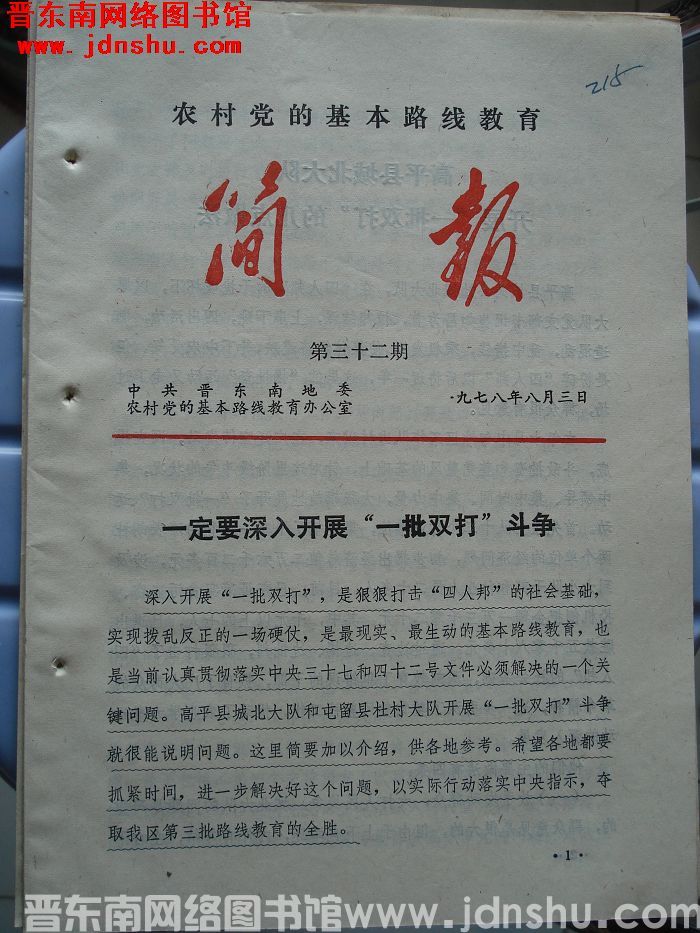 晋东南网络图书馆
www.jdnshu.com
215
农村党的基本路线教育
简报
第三十二期
中共晋东南地委
农村党的基本路线教育办公室
一九七八年八月三日
一定要深入开展“一批双打”斗争
深入开展“一批双打”，是狠狠打击“四人邦”的社会基础，
实现拨乱反正的一场硬仗，是最现实、最生动的基本路线教育，也
是当前认真贯彻落实中央三十七和四十二号文件必须解决的一个关
键问题。高平县城北大队和屯留县杜村大队开展“一批双打”斗争
就很能说明问题。这里简要加以介绍，供各地参考。希望各地都要
抓紧时间，进一步解决好这个问题，以实际行动落实中央指示，夺
取我区第三批路线教育的全胜。
·1·
晋东南网络图书馆 www.jdnshu.com